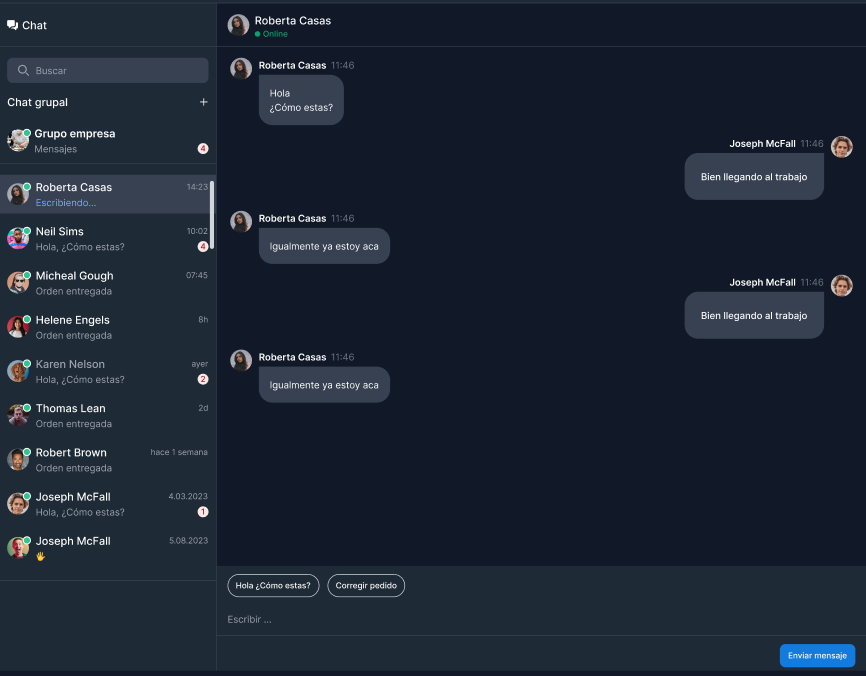 Chat
Buscar
Chat grupal +
Grupo empresa
Mensajes 4
Roberta Casas 14:23
Escribiendo...
Neil Sims 10:02
Hola, ¿Cómo estas? 4
Micheal Gough 07:45
Orden entregada
Helene Engels 8h
Orden entregada
Karen Nelson ayer
Hola, ¿Cómo estas? 2
Thomas Lean 2d
Orden entregada
Robert Brown hace 1 semana
Orden entregada
Joseph McFall 4.03.2023
Hola, ¿Cómo estas? 1
Joseph McFall 5.08.2023
🖐
Roberta Casas
Online
Roberta Casas 11:46
Hola
¿Cómo estas?
Joseph McFall 11:46
Bien llegando al trabajo
Roberta Casas 11:46
Igualmente ya estoy aca
Joseph McFall 11:46
Bien llegando al trabajo
Roberta Casas 11:46
Igualmente ya estoy aca
Hola ¿Cómo estas? Corregir pedido
Escribir ...
Enviar mensaje